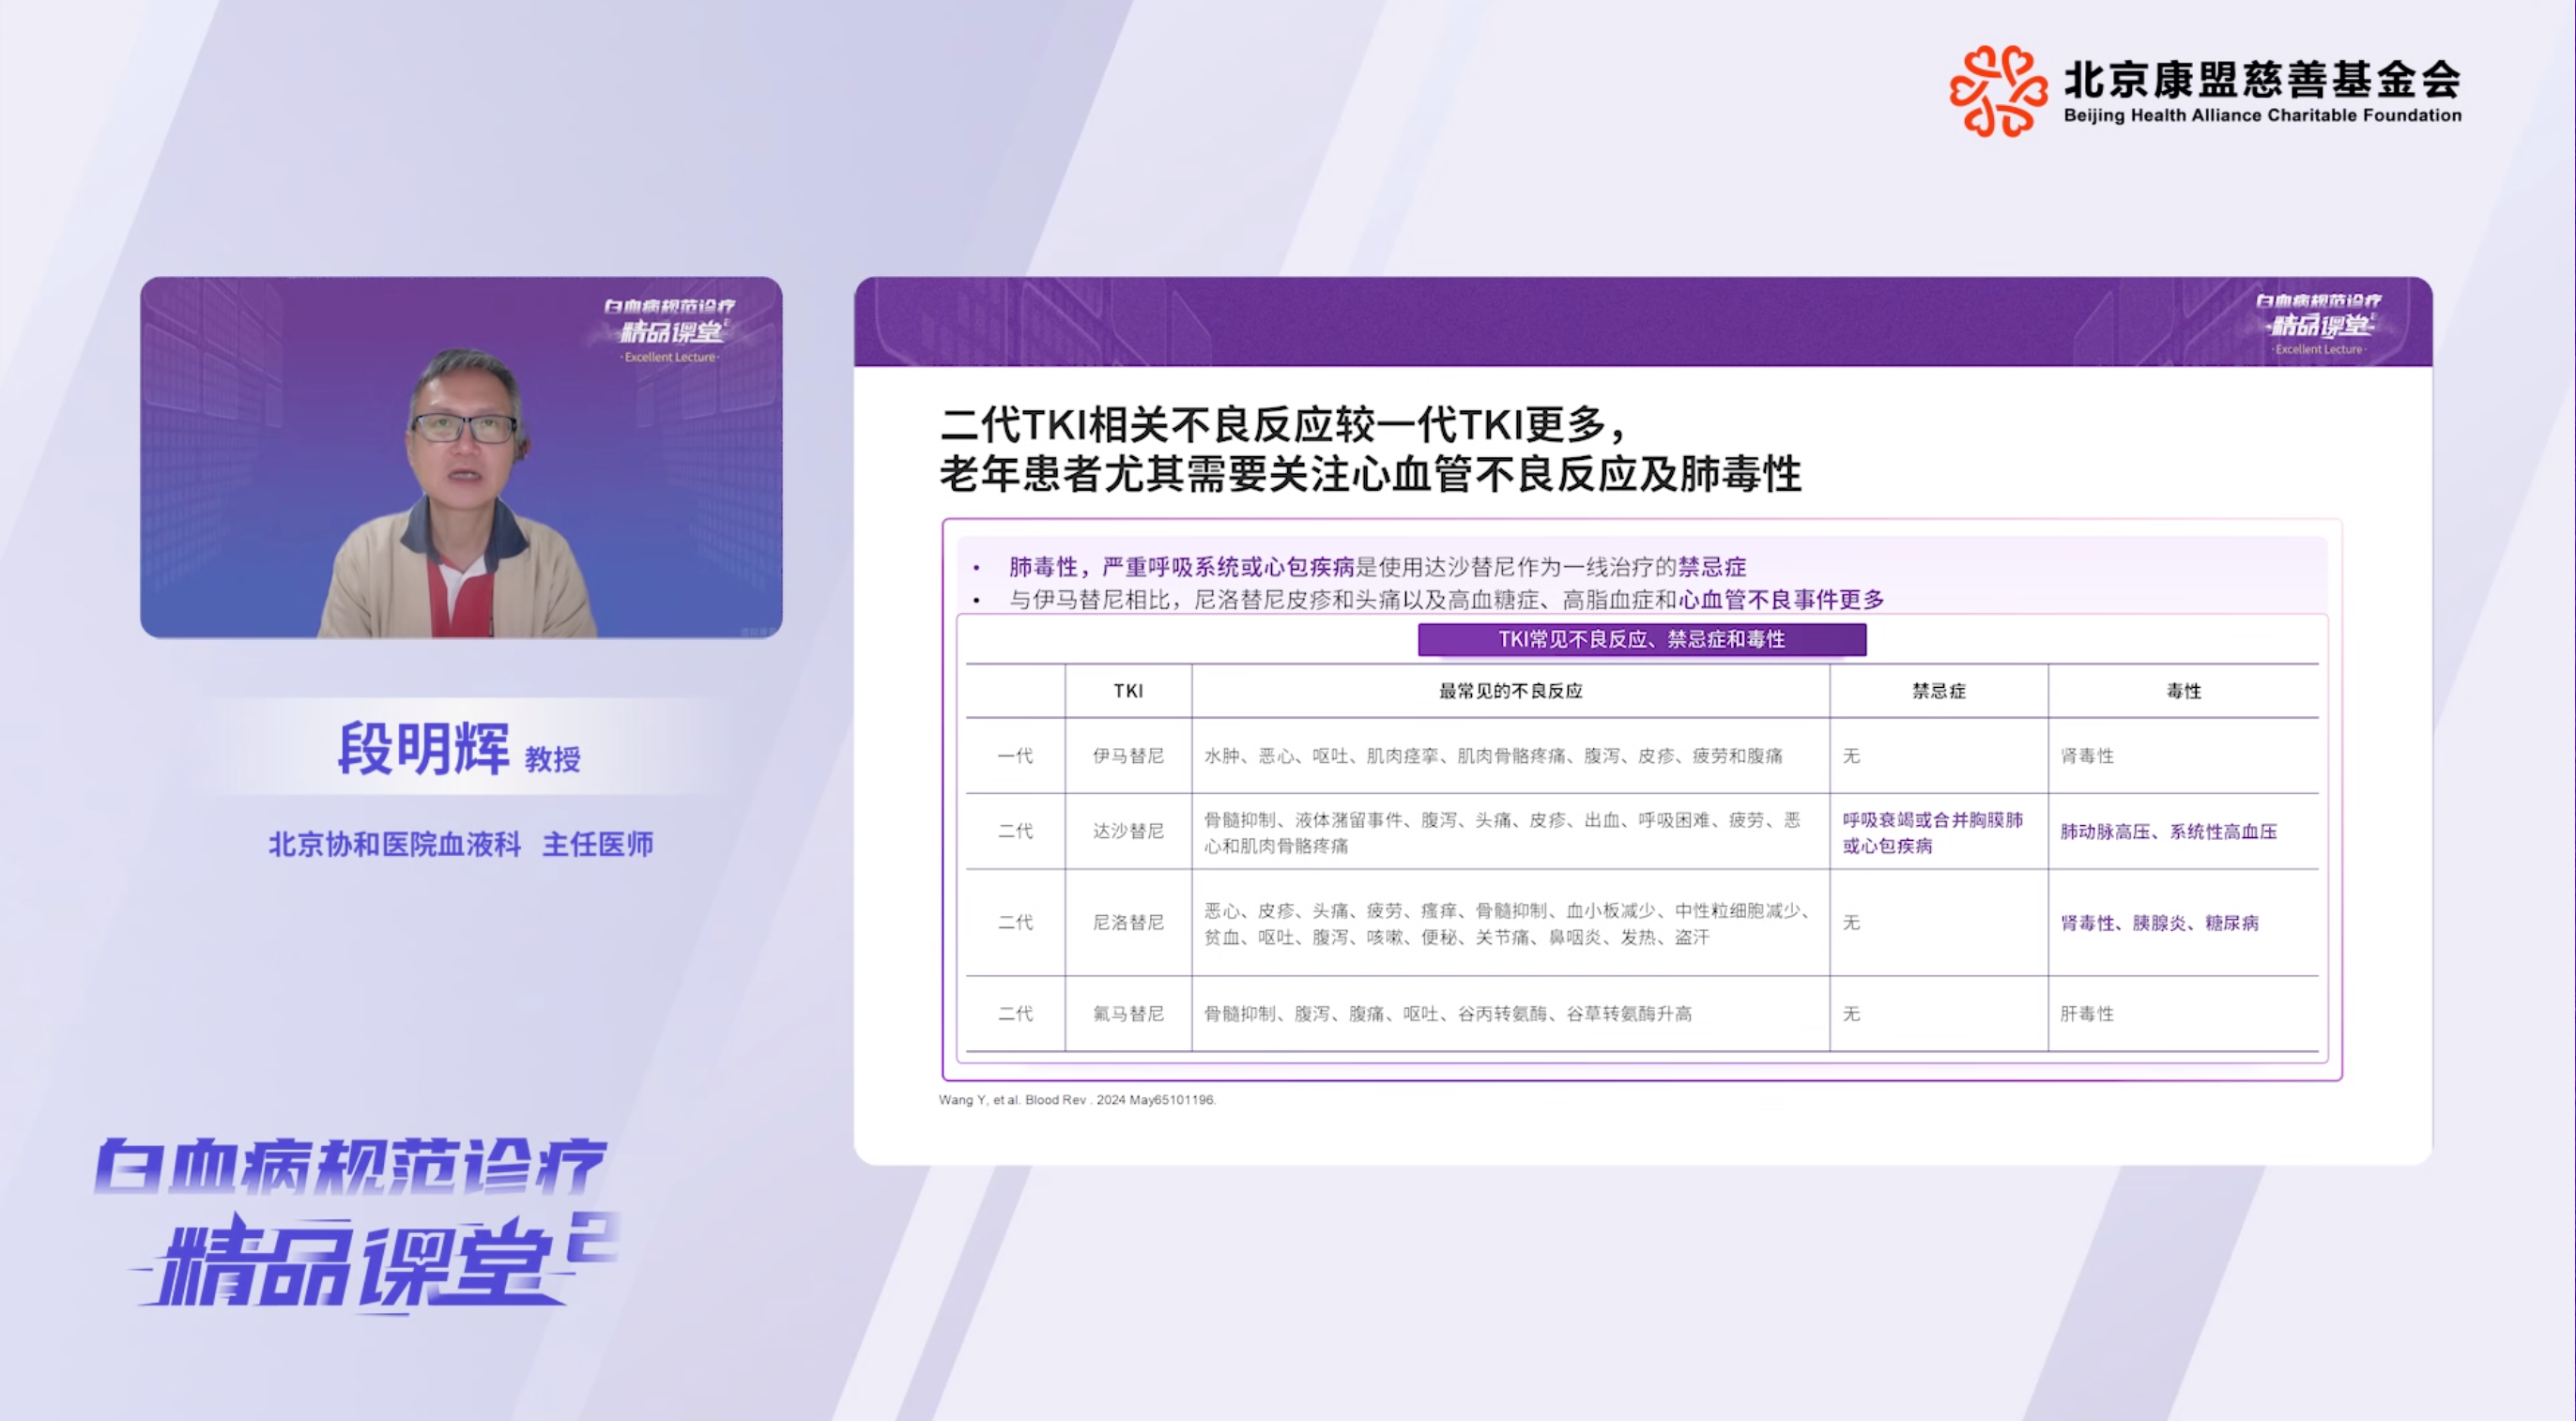 北京康盟慈善基金会
Beijing Health Alliance Charitable Foundation
白血病规范诊疗
精品课堂2
·Excellent Lecture·
段明辉 教授
北京协和医院血液科 主任医师
白血病规范诊疗
精品课堂2
白血病规范诊疗
精品课堂2
·Excellent Lecture·
二代TKI相关不良反应较一代TKI更多，
老年患者尤其需要关注心血管不良反应及肺毒性
• 肺毒性，严重呼吸系统或心包疾病是使用达沙替尼作为一线治疗的禁忌症
• 与伊马替尼相比，尼洛替尼皮疹和头痛以及高血糖症、高脂血症和心血管不良事件更多
TKI常见不良反应、禁忌症和毒性
TKI 最常见的不良反应 禁忌症 毒性
一代 伊马替尼 水肿、恶心、呕吐、肌肉痉挛、肌肉骨骼疼痛、腹泻、皮疹、疲劳和腹痛 无 肾毒性
二代 达沙替尼 骨髓抑制、液体潴留事件、腹泻、头痛、皮疹、出血、呼吸困难、疲劳、恶
心和肌肉骨骼疼痛
呼吸衰竭或合并胸膜肺
或心包疾病
肺动脉高压、系统性高血压
二代 尼洛替尼 恶心、皮疹、头痛、疲劳、瘙痒、骨髓抑制、血小板减少、中性粒细胞减少、
贫血、呕吐、腹泻、咳嗽、便秘、关节痛、鼻咽炎、发热、盗汗
无 肾毒性、胰腺炎、糖尿病
二代 氟马替尼 骨髓抑制、腹泻、腹痛、呕吐、谷丙转氨酶、谷草转氨酶升高 无 肝毒性
Wang Y, et al. Blood Rev . 2024 May65101196.